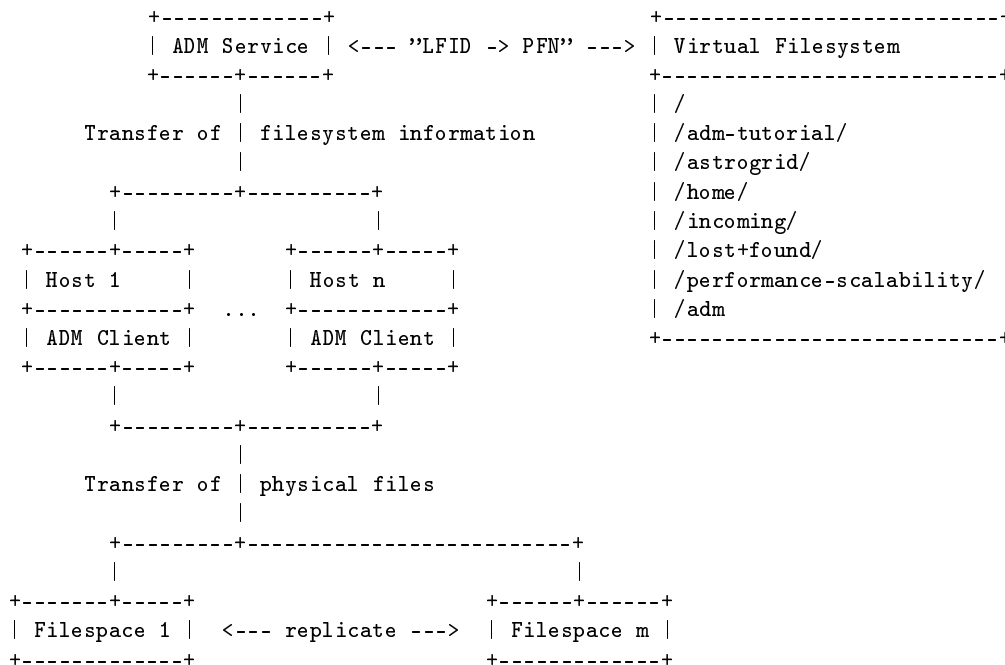 +-------------+ +---------------------------+
| ADM Service | <--- ”LFID -> PFN” ---> | Virtual Filesystem
+------+------+ +---------------------------+
| | /
Transfer of | filesystem information | /adm-tutorial/
| | /astrogrid/
+---------+----------+ | /home/
| | | /incoming/
+------+-----+ +------+-----+ | /lost+found/
| Host 1 | | Host n | | /performance-scalability/
+------------+ ... +------------+ | /adm
| ADM Client | | ADM Client | +---------------------------+
+------+-----+ +------+-----+
| |
+---------+----------+
|
Transfer of | physical files
|
+---------+--------------------------+
| |
+-------+-----+ +------+------+
| Filespace 1 | <--- replicate ---> | Filespace m |
+-------------+ +-------------+